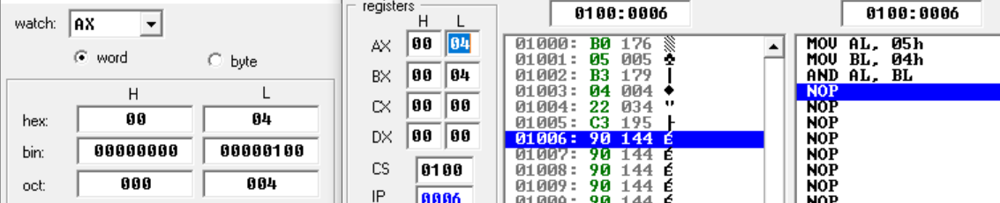 watch: AX
word byte
H L
hex: 00 04
bin: 00000000 00000100
oct: 000 004
registers
H L
AX 00 04
BX 00 04
CX 00 00
DX 00 00
CS 0100
IP 0006
0100:0006
01000: B0 176 ▒
01001: 05 005 ♣
01002: B3 179 │
01003: 04 004 ♦
01004: 22 034 "
01005: C3 195 ├
01006: 90 144 É
01007: 90 144 É
01008: 90 144 É
01009: 90 144 É
0100A: 90 144 É
0100:0006
MOV AL, 05h
MOV BL, 04h
AND AL, BL
NOP
NOP
NOP
NOP
NOP
NOP
NOP
NOP